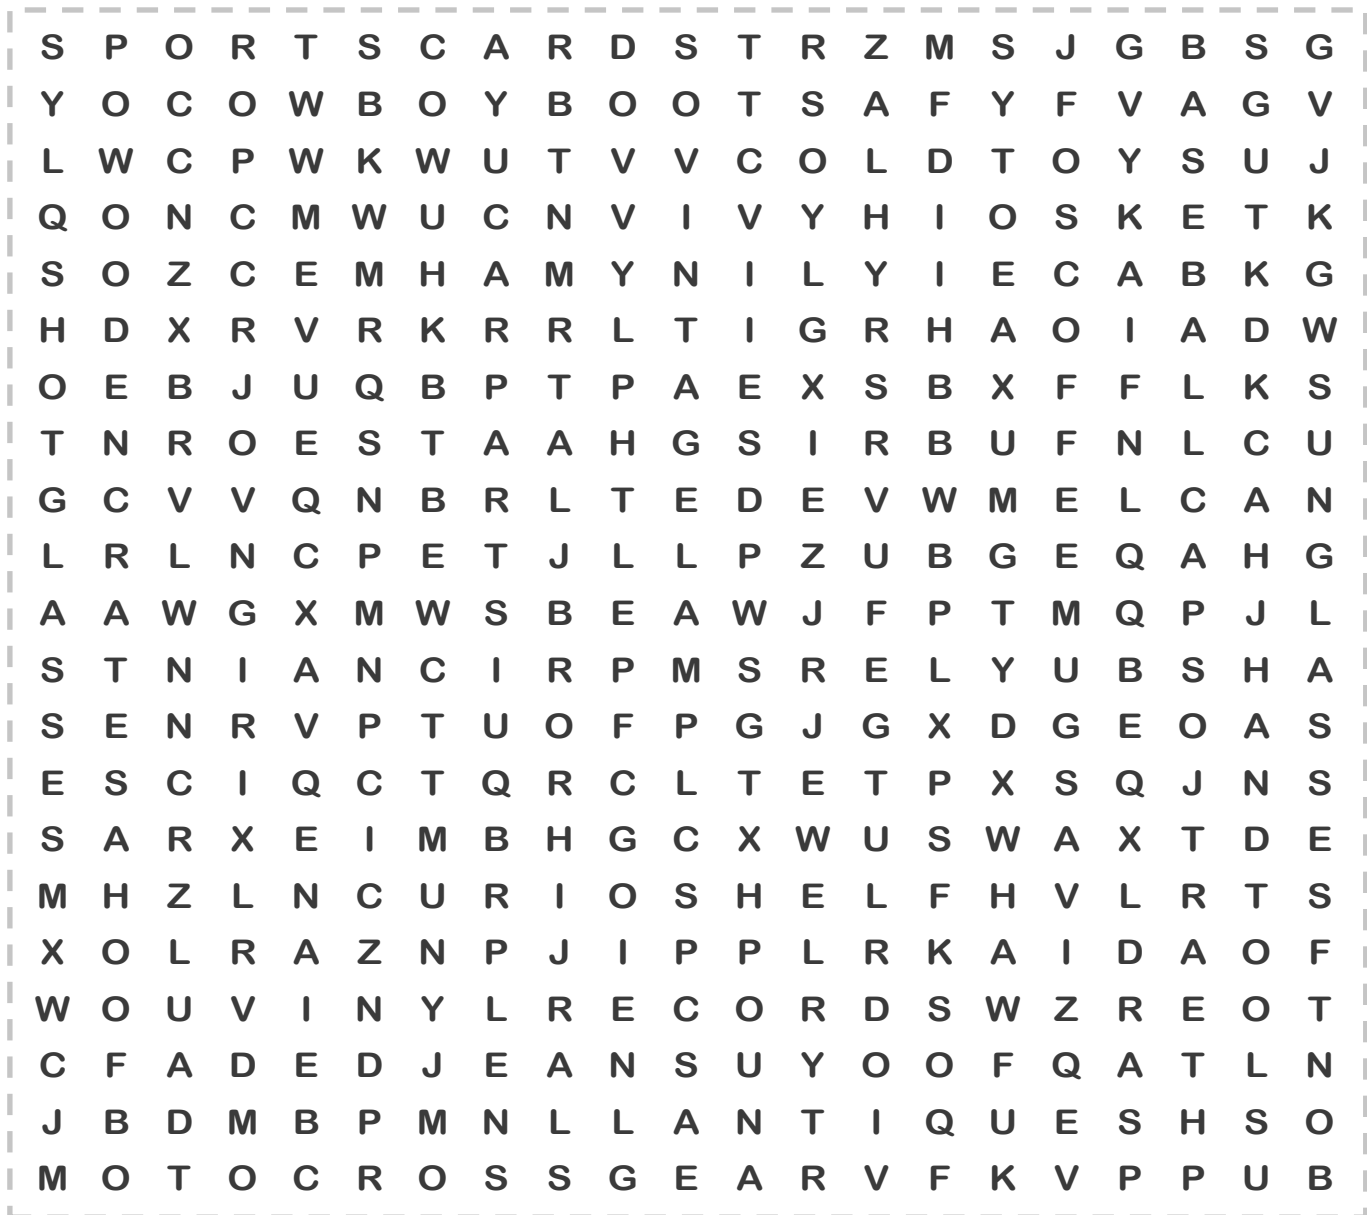 S P O R T S C A R D S T R Z M S J G B S G
Y O C O W B O Y B O O T S A F Y F V A G V
L W C P W K W U T V V C O L D T O Y S U J
Q O N C M W U C N V I V Y H I O S K E T K
S O Z C E M H A M Y N I L Y I E C A B K G
H D X R V R K R R L T I G R H A O I A D W
O E B J U Q B P T P A E X S B X F F L K S
T N R O E S T A A H G S I R B U F N L C U
G C V V Q N B R L T E D E V W M E L C A N
L R L N C P E T J L L P Z U B G E Q A H G
A A W G X M W S B E A W J F P T M Q P J L
S T N I A N C I R P M S R E L Y U B S H A
S E N R V P T U O F P G J G X D G E O A S
E S C I Q C T Q R C L T E T P X S Q J N S
S A R X E I M B H G C X W U S W A X T D E
M H Z L N C U R I O S H E L F H V L R T S
X O L R A Z N P J I P P L R K A I D A O F
W O U V I N Y L R E C O R D S W Z R E O T
C F A D E D J E A N S U Y O O F Q A T L N
J B D M B P M N L L A N T I Q U E S H S O
M O T O C R O S S G E A R V F K V P P U B